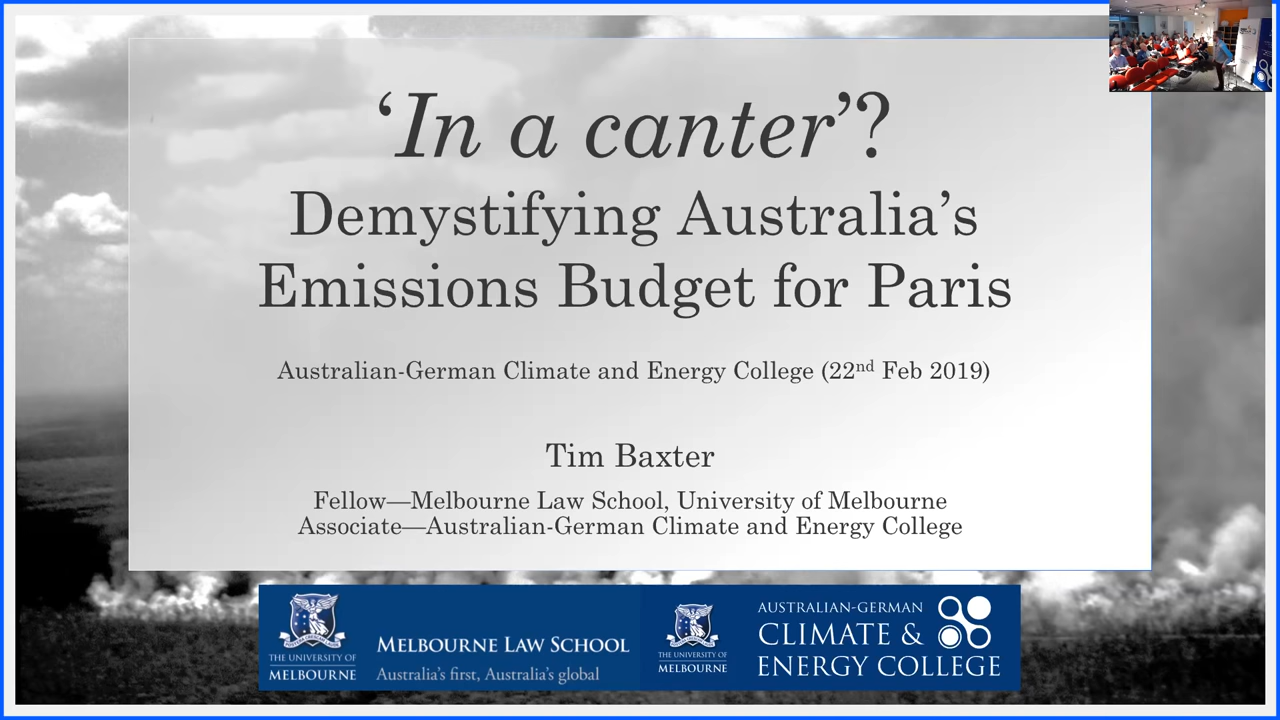 ‘In a canter’?
Demystifying Australia’s
Emissions Budget for Paris
Australian-German Climate and Energy College (22nd Feb 2019)
Tim Baxter
Fellow—Melbourne Law School, University of Melbourne
Associate—Australian-German Climate and Energy College
THE UNIVERSITY OF
MELBOURNE
MELBOURNE LAW SCHOOL
Australia's first, Australia's global
THE UNIVERSITY OF
MELBOURNE
AUSTRALIAN-GERMAN
CLIMATE &
ENERGY COLLEGE